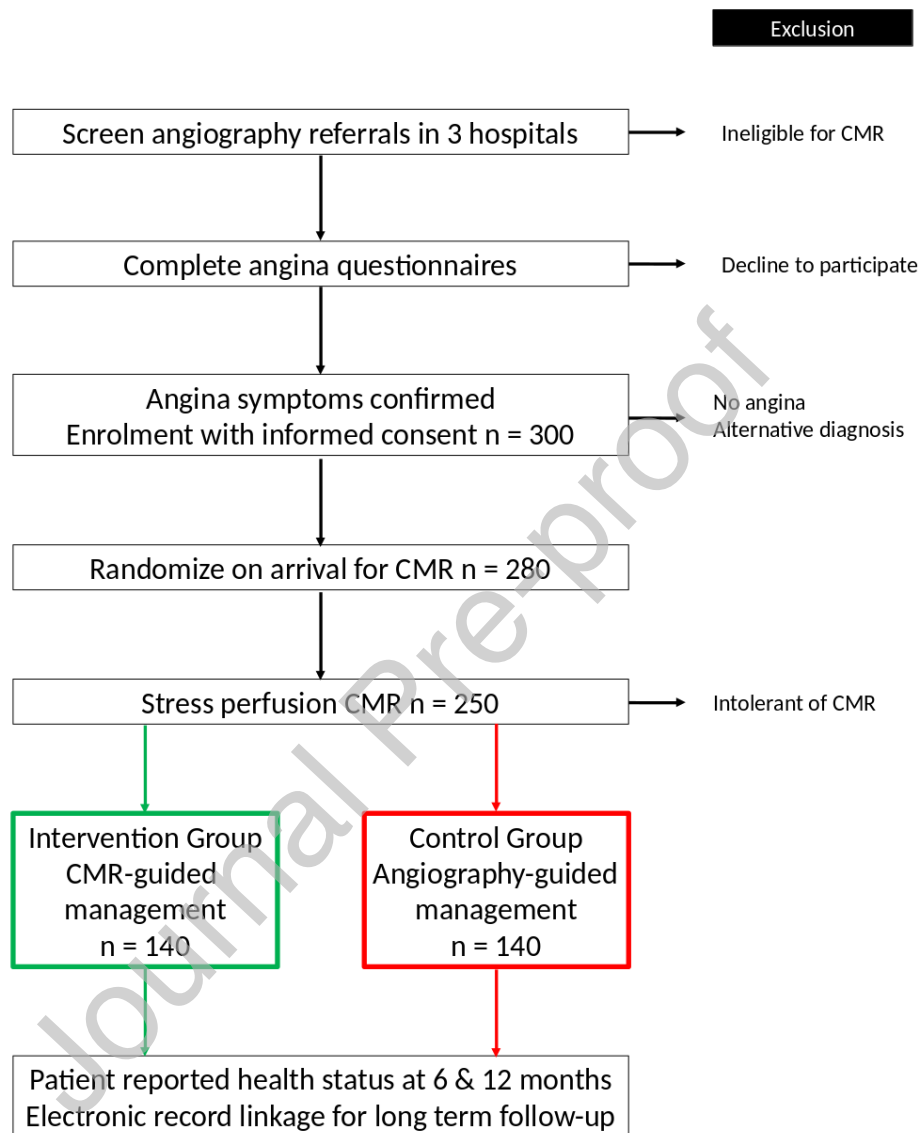 Exclusion
Screen angiography referrals in 3 hospitals
Ineligible for CMR
Complete angina questionnaires
Decline to participate
Angina symptoms confirmed
Enrolment with informed consent n = 300
No angina
Alternative diagnosis
Randomize on arrival for CMR n = 280
Stress perfusion CMR n = 250
Intolerant of CMR
Intervention Group
CMR-guided
management
n = 140
Control Group
Angiography-guided
management
n = 140
Patient reported health status at 6 & 12 months
Electronic record linkage for long term follow-up
Journal Pre-proof